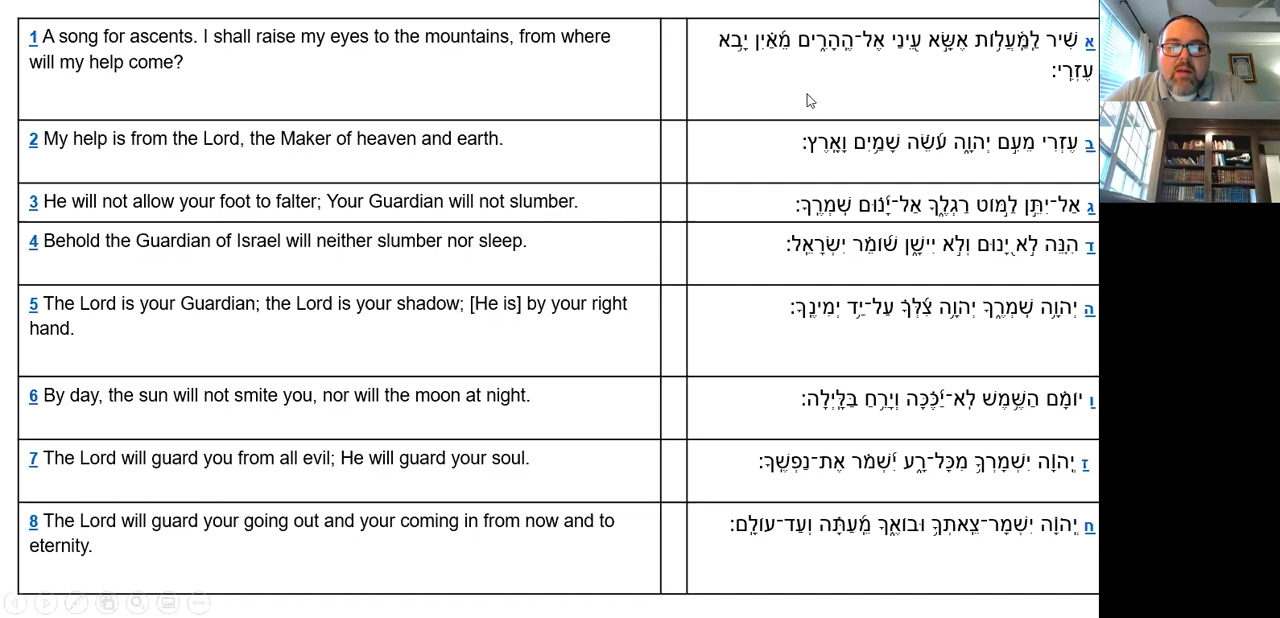 1 A song for ascents. I shall raise my eyes to the mountains, from where
will my help come?
א שִׁיר לַֽמַּ֫עֲל֥וֹת אֶשָּׂ֣א עֵ֭ינַי אֶל־הֶֽהָרִ֑ים מֵ֝אַ֗יִן יָ֘בֹ֥א
עֶזְרִֽי:
2 My help is from the Lord, the Maker of heaven and earth.
ב עֶ֭זְרִי מֵעִ֣ם יְהֹוָ֑ה עֹ֝שֵׂ֗ה שָׁמַ֥יִם וָאָֽרֶץ:
3 He will not allow your foot to falter; Your Guardian will not slumber.
ג אַל־יִתֵּ֣ן לַמּ֣וֹט רַגְלֶ֑ךָ אַל־יָ֝נ֗וּם שֹֽׁמְרֶֽךָ:
4 Behold the Guardian of Israel will neither slumber nor sleep.
ד הִנֵּ֣ה לֹֽא־יָ֭נוּם וְלֹ֣א יִישָׁ֑ן שׁ֝וֹמֵ֗ר יִשְׂרָאֵֽל:
5 The Lord is your Guardian; the Lord is your shadow; [He is] by your right
hand.
ה יְהֹוָ֥ה שֹֽׁמְרֶ֑ךָ יְהֹוָ֥ה צִ֝לְּךָ֗ עַל־יַ֥ד יְמִינֶֽךָ:
6 By day, the sun will not smite you, nor will the moon at night.
ו יוֹמָ֗ם הַשֶּׁ֥מֶשׁ לֹֽא־יַ֝כֶּ֗כָּה וְיָרֵ֥חַ בַּלָּֽיְלָה:
7 The Lord will guard you from all evil; He will guard your soul.
ז יְֽהֹוָ֗ה יִשְׁמָרְךָ֥ מִכָּל־רָ֑ע יִ֝שְׁמֹ֗ר אֶת־נַפְשֶֽׁךָ:
8 The Lord will guard your going out and your coming in from now and to
eternity.
ח יְֽהֹוָ֗ה יִשְׁמָר־צֵֽאתְךָ֥ וּבוֹאֶ֑ךָ מֵ֝עַתָּ֗ה וְעַד־עוֹלָֽם: